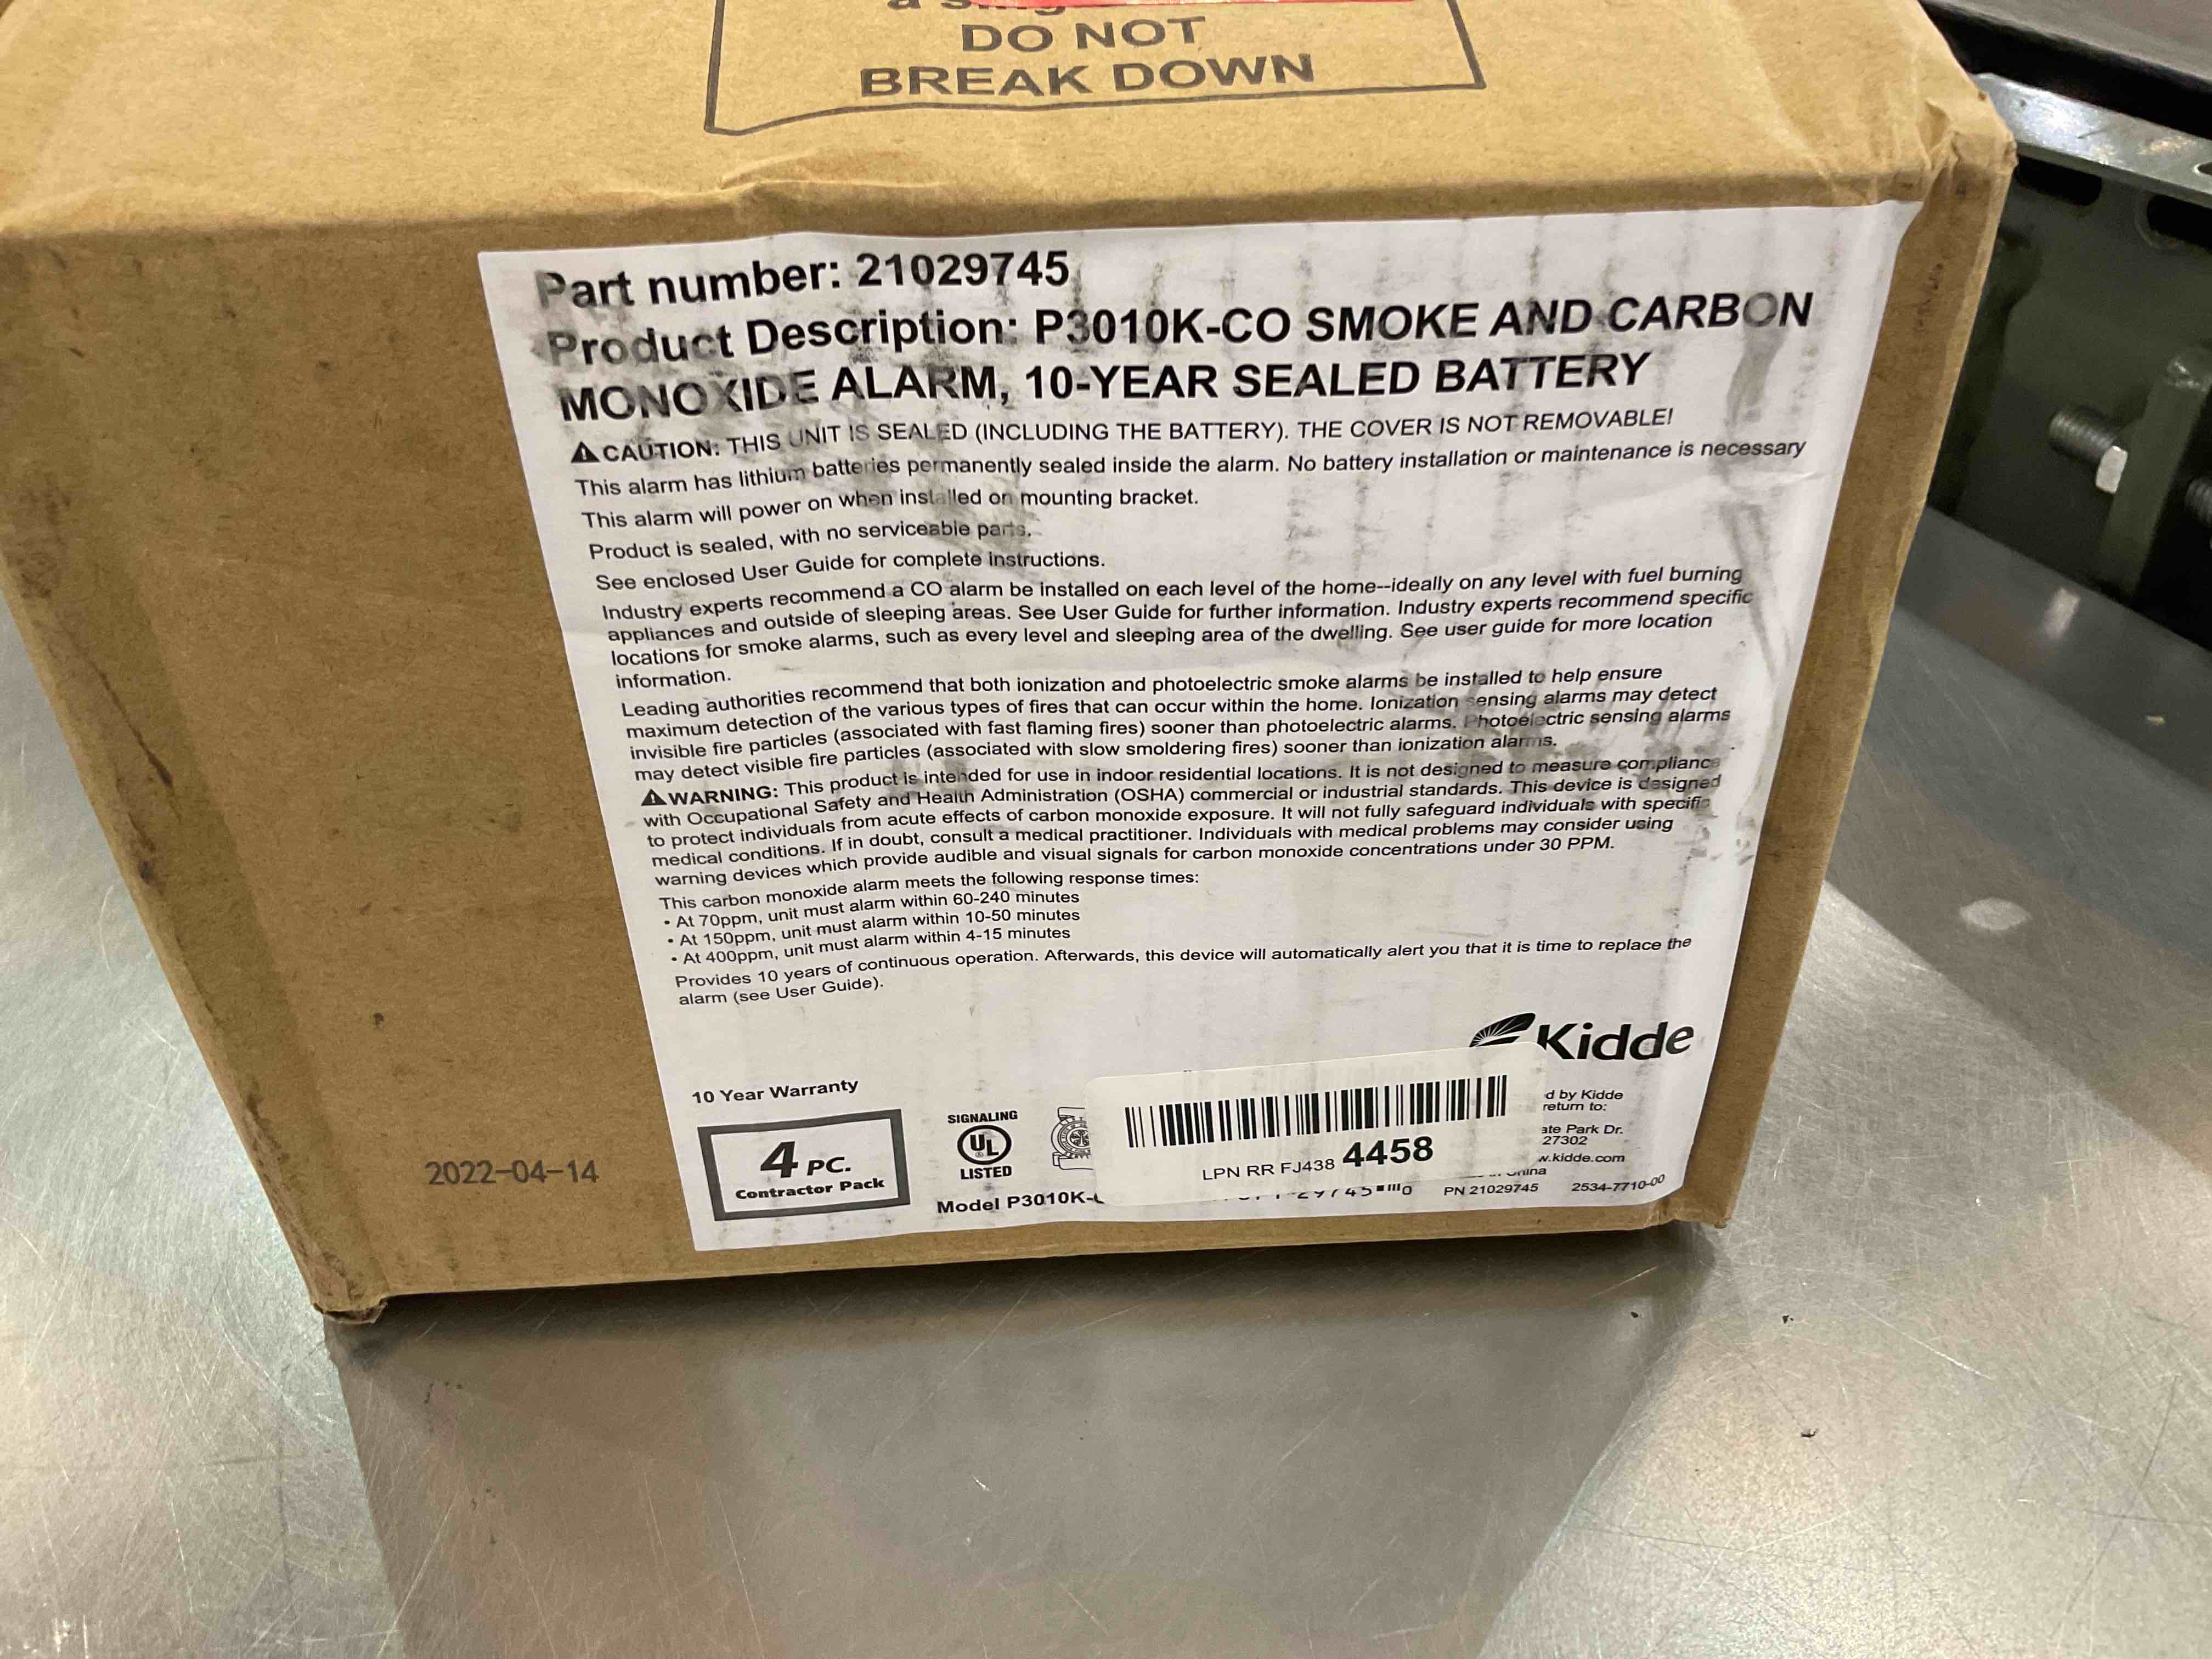 DO NOT
BREAK DOWN
Part number: 21029745
Product Description: P3010K-CO SMOKE AND CARBON
MONOXIDE ALARM, 10-YEAR SEALED BATTERY
CAUTION: THIS UNIT IS SEALED (INCLUDING THE BATTERY). THE COVER IS NOT REMOVABLE!
This alarm has lithium batteries permanently sealed inside the alarm. No battery installation or maintenance is necessary
This alarm will power on when installed on mounting bracket.
Product is sealed, with no serviceable parts.
See enclosed User Guide for complete instructions.
Industry experts recommend a CO alarm be installed on each level of the home--ideally on any level with fuel burning
appliances and outside of sleeping areas. See User Guide for further information. Industry experts recommend specific
locations for smoke alarms, such as every level and sleeping area of the dwelling. See user guide for more location
information.
Leading authorities recommend that both ionization and photoelectric smoke alarms be installed to help ensure
maximum detection of the various types of fires that can occur within the home. Ionization sensing alarms may detect
invisible fire particles (associated with fast flaming fires) sooner than photoelectric alarms. Photoelectric sensing alarms
may detect visible fire particles (associated with slow smoldering fires) sooner than ionization alarms.
WARNING: This product is intended for use in indoor residential locations. It is not designed to measure compliance
with Occupational Safety and Health Administration (OSHA) commercial or industrial standards. This device is designed
to protect individuals from acute effects of carbon monoxide exposure. It will not fully safeguard individuals with specific
medical conditions. If in doubt, consult a medical practitioner. Individuals with medical problems may consider using
warning devices which provide audible and visual signals for carbon monoxide concentrations under 30 PPM.
This carbon monoxide alarm meets the following response times:
• At 70ppm, unit must alarm within 60-240 minutes
• At 150ppm, unit must alarm within 10-50 minutes
• At 400ppm, unit must alarm within 4-15 minutes
Provides 10 years of continuous operation. Afterwards, this device will automatically alert you that it is time to replace the
alarm (see User Guide).
Kidde
10 Year Warranty
4 PC.
Contractor Pack
SIGNALING
UL
LISTED
Model P3010K-
LPN RR FJ438 4458
d by Kidde
return to:
ate Park Dr.
27302
w.kidde.com
PN 21029745
2534-7710-00
2022-04-14